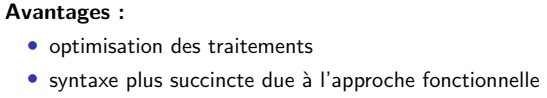 Avantages :
• optimisation des traitements
• syntaxe plus succincte due à l'approche fonctionnelle